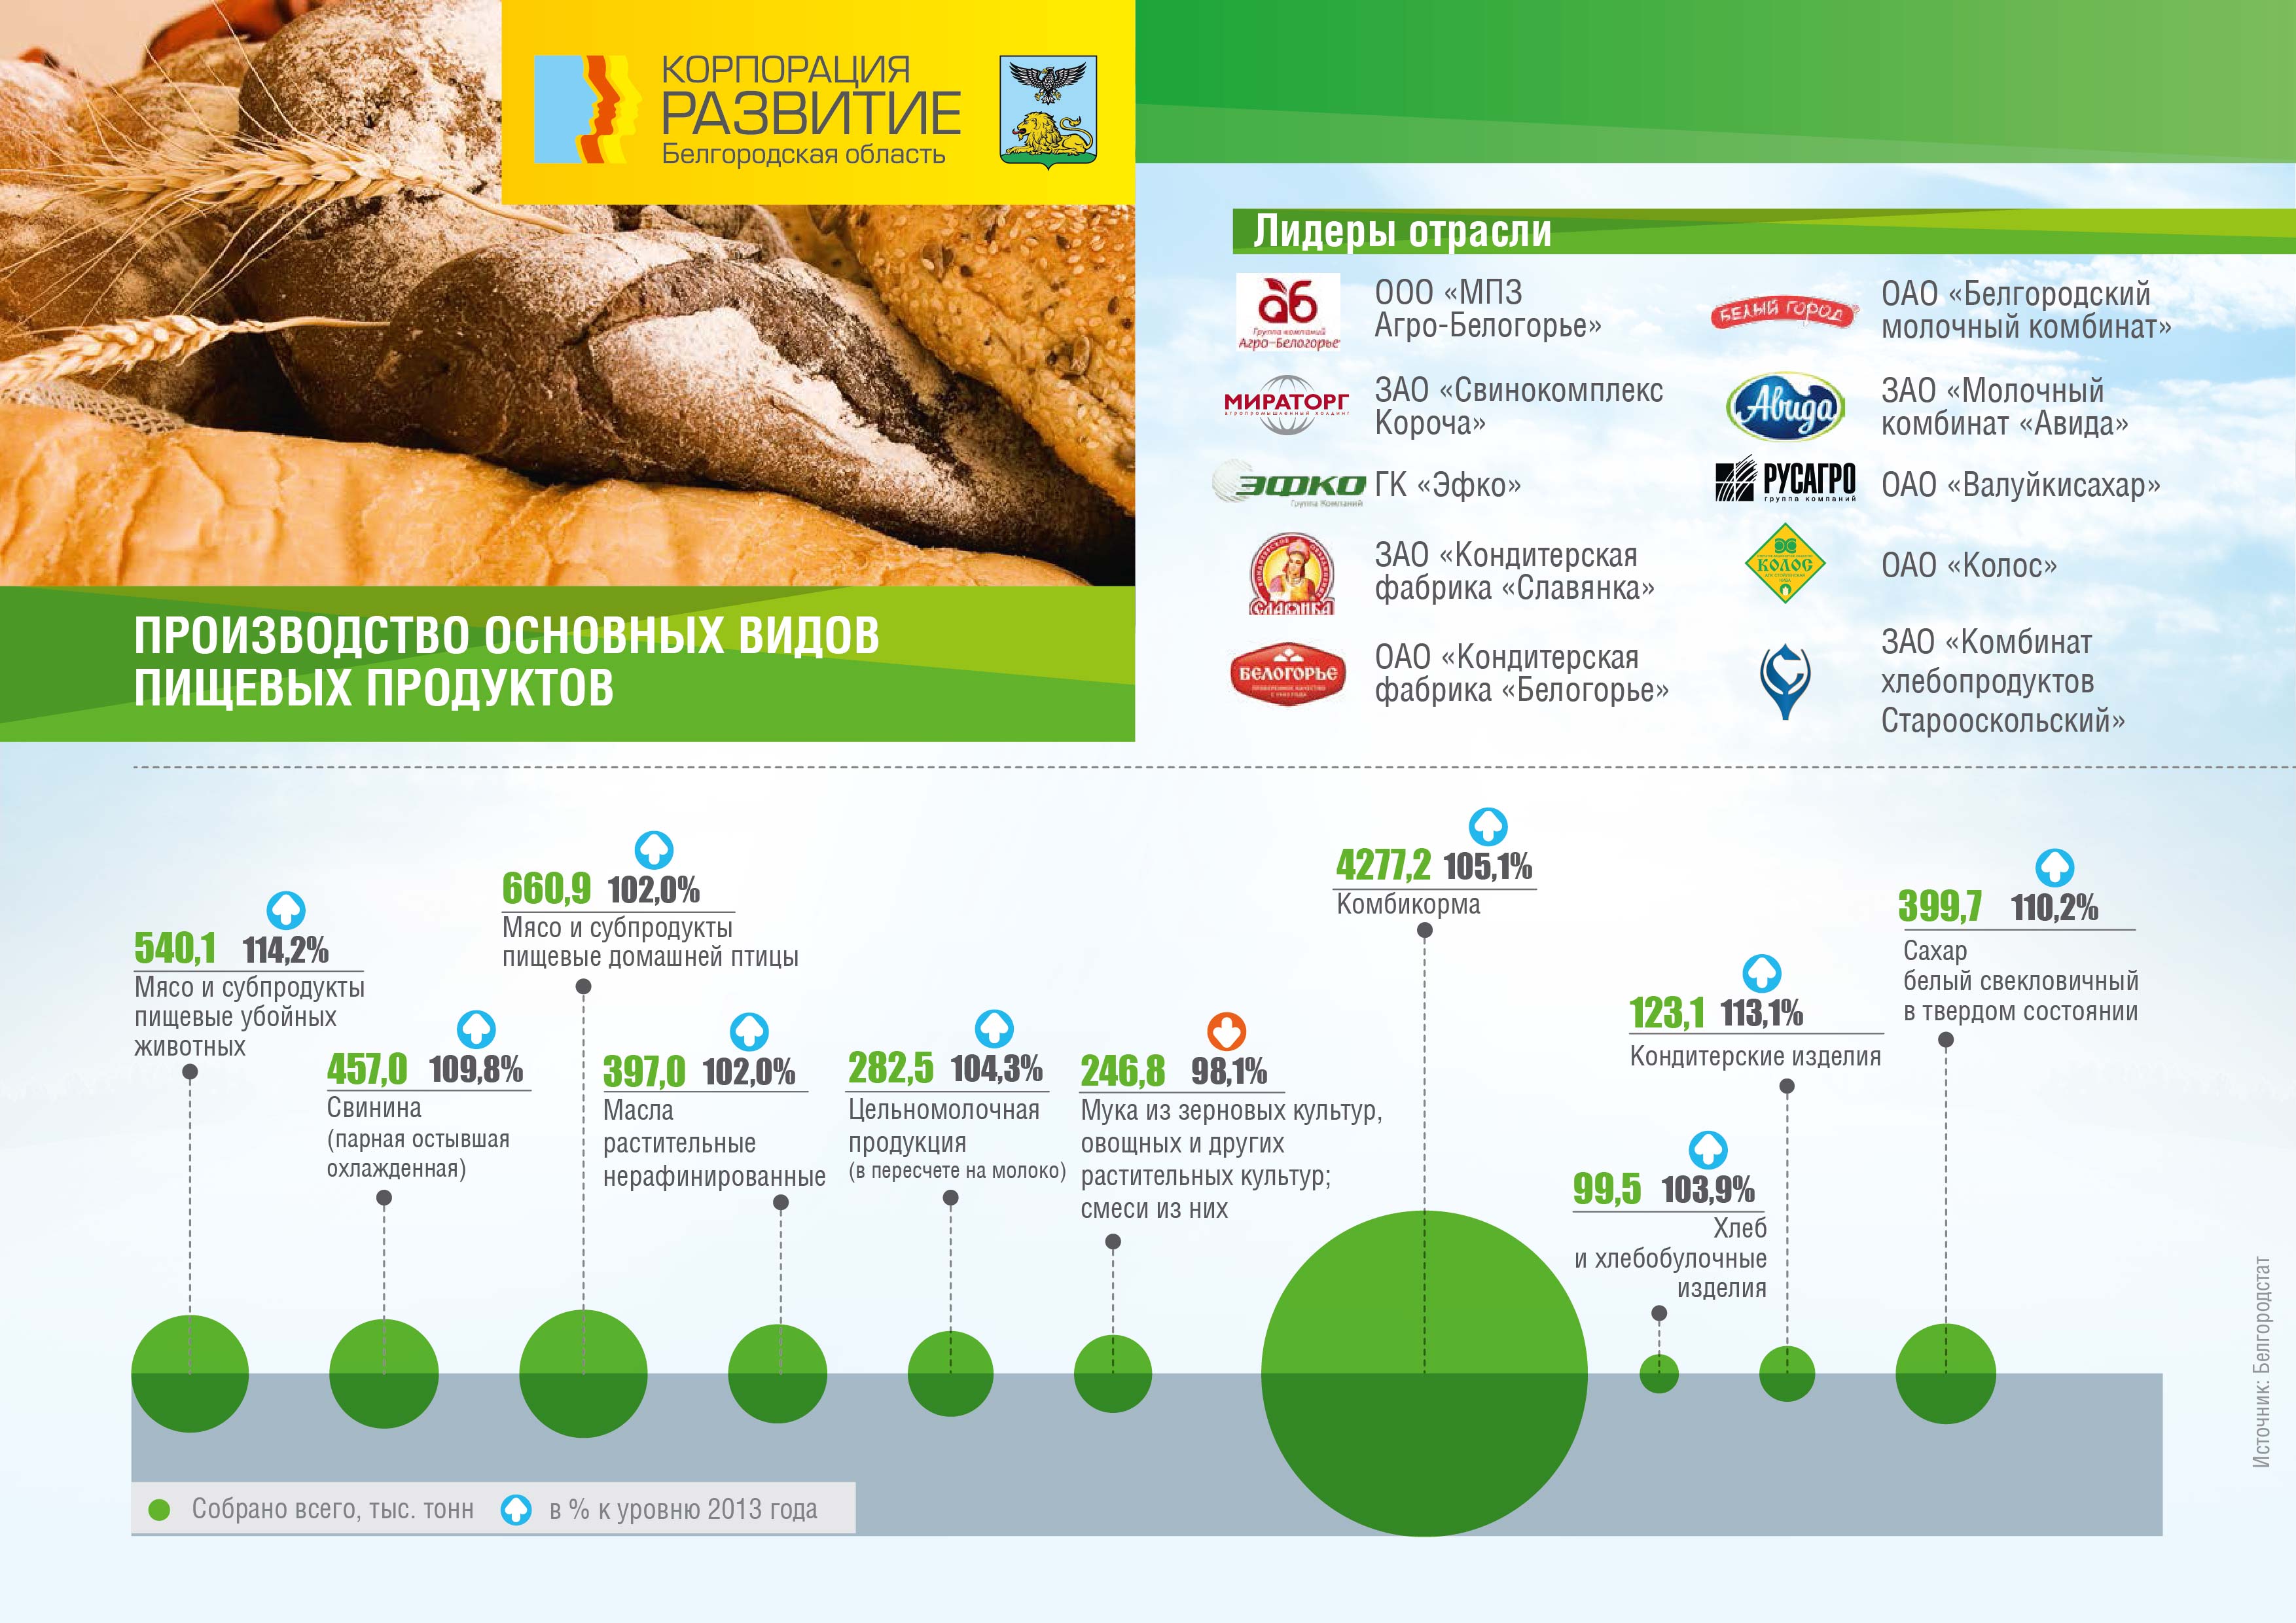 КОРПОРАЦИЯ
РАЗВИТИЕ
Белгородская область
ПРОИЗВОДСТВО ОСНОВНЫХ ВИДОВ
ПИЩЕВЫХ ПРОДУКТОВ
Лидеры отрасли
аб
Группа компаний
Агро-Белогорье
ООО «МПЗ
Агро-Белогорье»
МИРАТОРГ
агропромышленный холдинг
ЗАО «Свинокомплекс
Короча»
ЭФКО
Группа Компаний
ГК «Эфко»
СЛАВЯНКА
ЗАО «Кондитерская
фабрика «Славянка»
БЕЛОГОРЬЕ
ОАО «Кондитерская
фабрика «Белогорье»
БЕЛЫЙ ГОРОД
ОАО «Белгородский
молочный комбинат»
Авида
ЗАО «Молочный
комбинат «Авида»
РУСАГРО
группа компаний
ОАО «Валуйкисахар»
КОЛОС
ОАО «Колос»
ЗАО «Комбинат
хлебопродуктов
Старооскольский»
540,1 114,2%
Мясо и субпродукты
пищевые убойных
животных
457,0 109,8%
Свинина
(парная остывшая
охлажденная)
660,9 102,0%
Мясо и субпродукты
пищевые домашней птицы
397,0 102,0%
Масла
растительные
нерафинированные
282,5 104,3%
Цельномолочная
продукция
(в пересчете на молоко)
246,8 98,1%
Мука из зерновых культур,
овощных и других
растительных культур;
смеси из них
4277,2 105,1%
Комбикорма
99,5 103,9%
Хлеб
и хлебобулочные
изделия
123,1 113,1%
Кондитерские изделия
399,7 110,2%
Сахар
белый свекловичный
в твердом состоянии
Собрано всего, тыс. тонн
в % к уровню 2013 года
Источник: Белгородстат